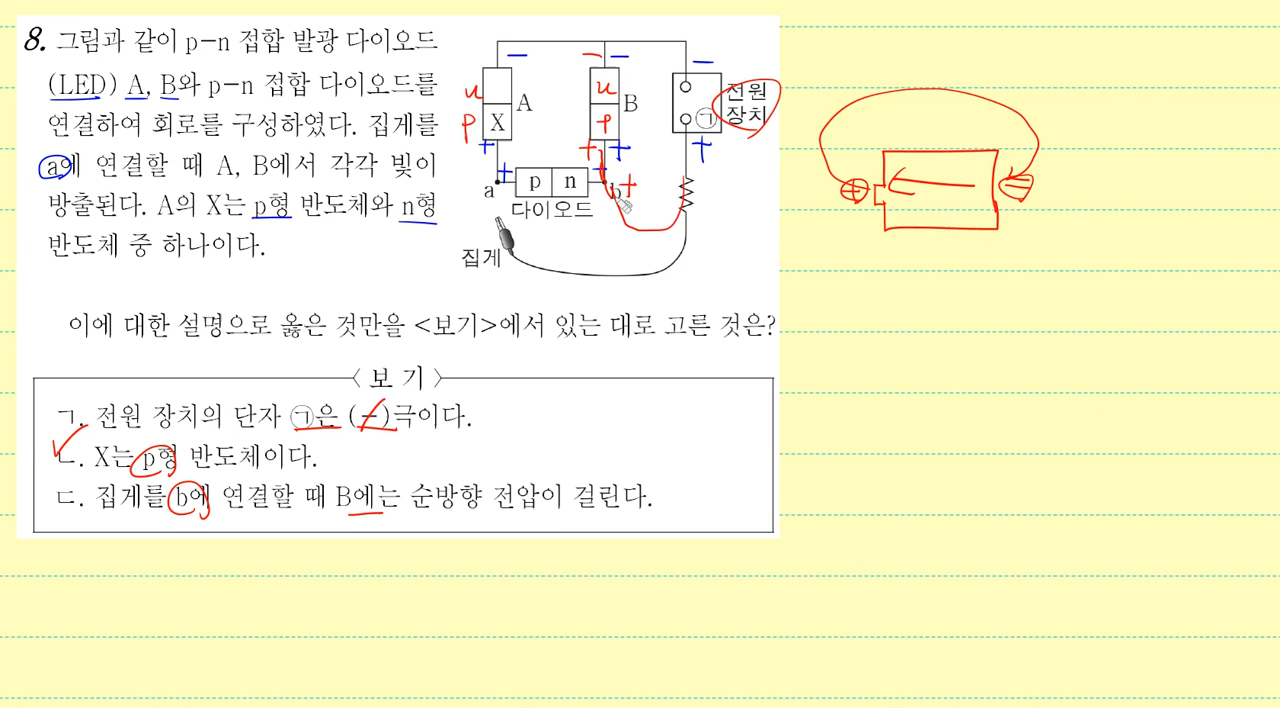 8. 그림과 같이 p-n 접합 발광 다이오드
(LED) A, B와 p-n 접합 다이오드를
연결하여 회로를 구성하였다. 집게를
a에 연결할 때 A, B에서 각각 빛이
방출된다. A의 X는 p형 반도체와 n형
반도체 중 하나이다.
- - - -
n A n B 전원
p X p ㉠ 장치
+ + + +
+ + +
a p n b
다이오드
집게
+ -
이에 대한 설명으로 옳은 것만을 <보기>에서 있는 대로 고른 것은?
<보 기>
ㄱ. 전원 장치의 단자 ㉠은 (-)극이다.
ㄴ. X는 p형 반도체이다.
ㄷ. 집게를 b에 연결할 때 B에는 순방향 전압이 걸린다.